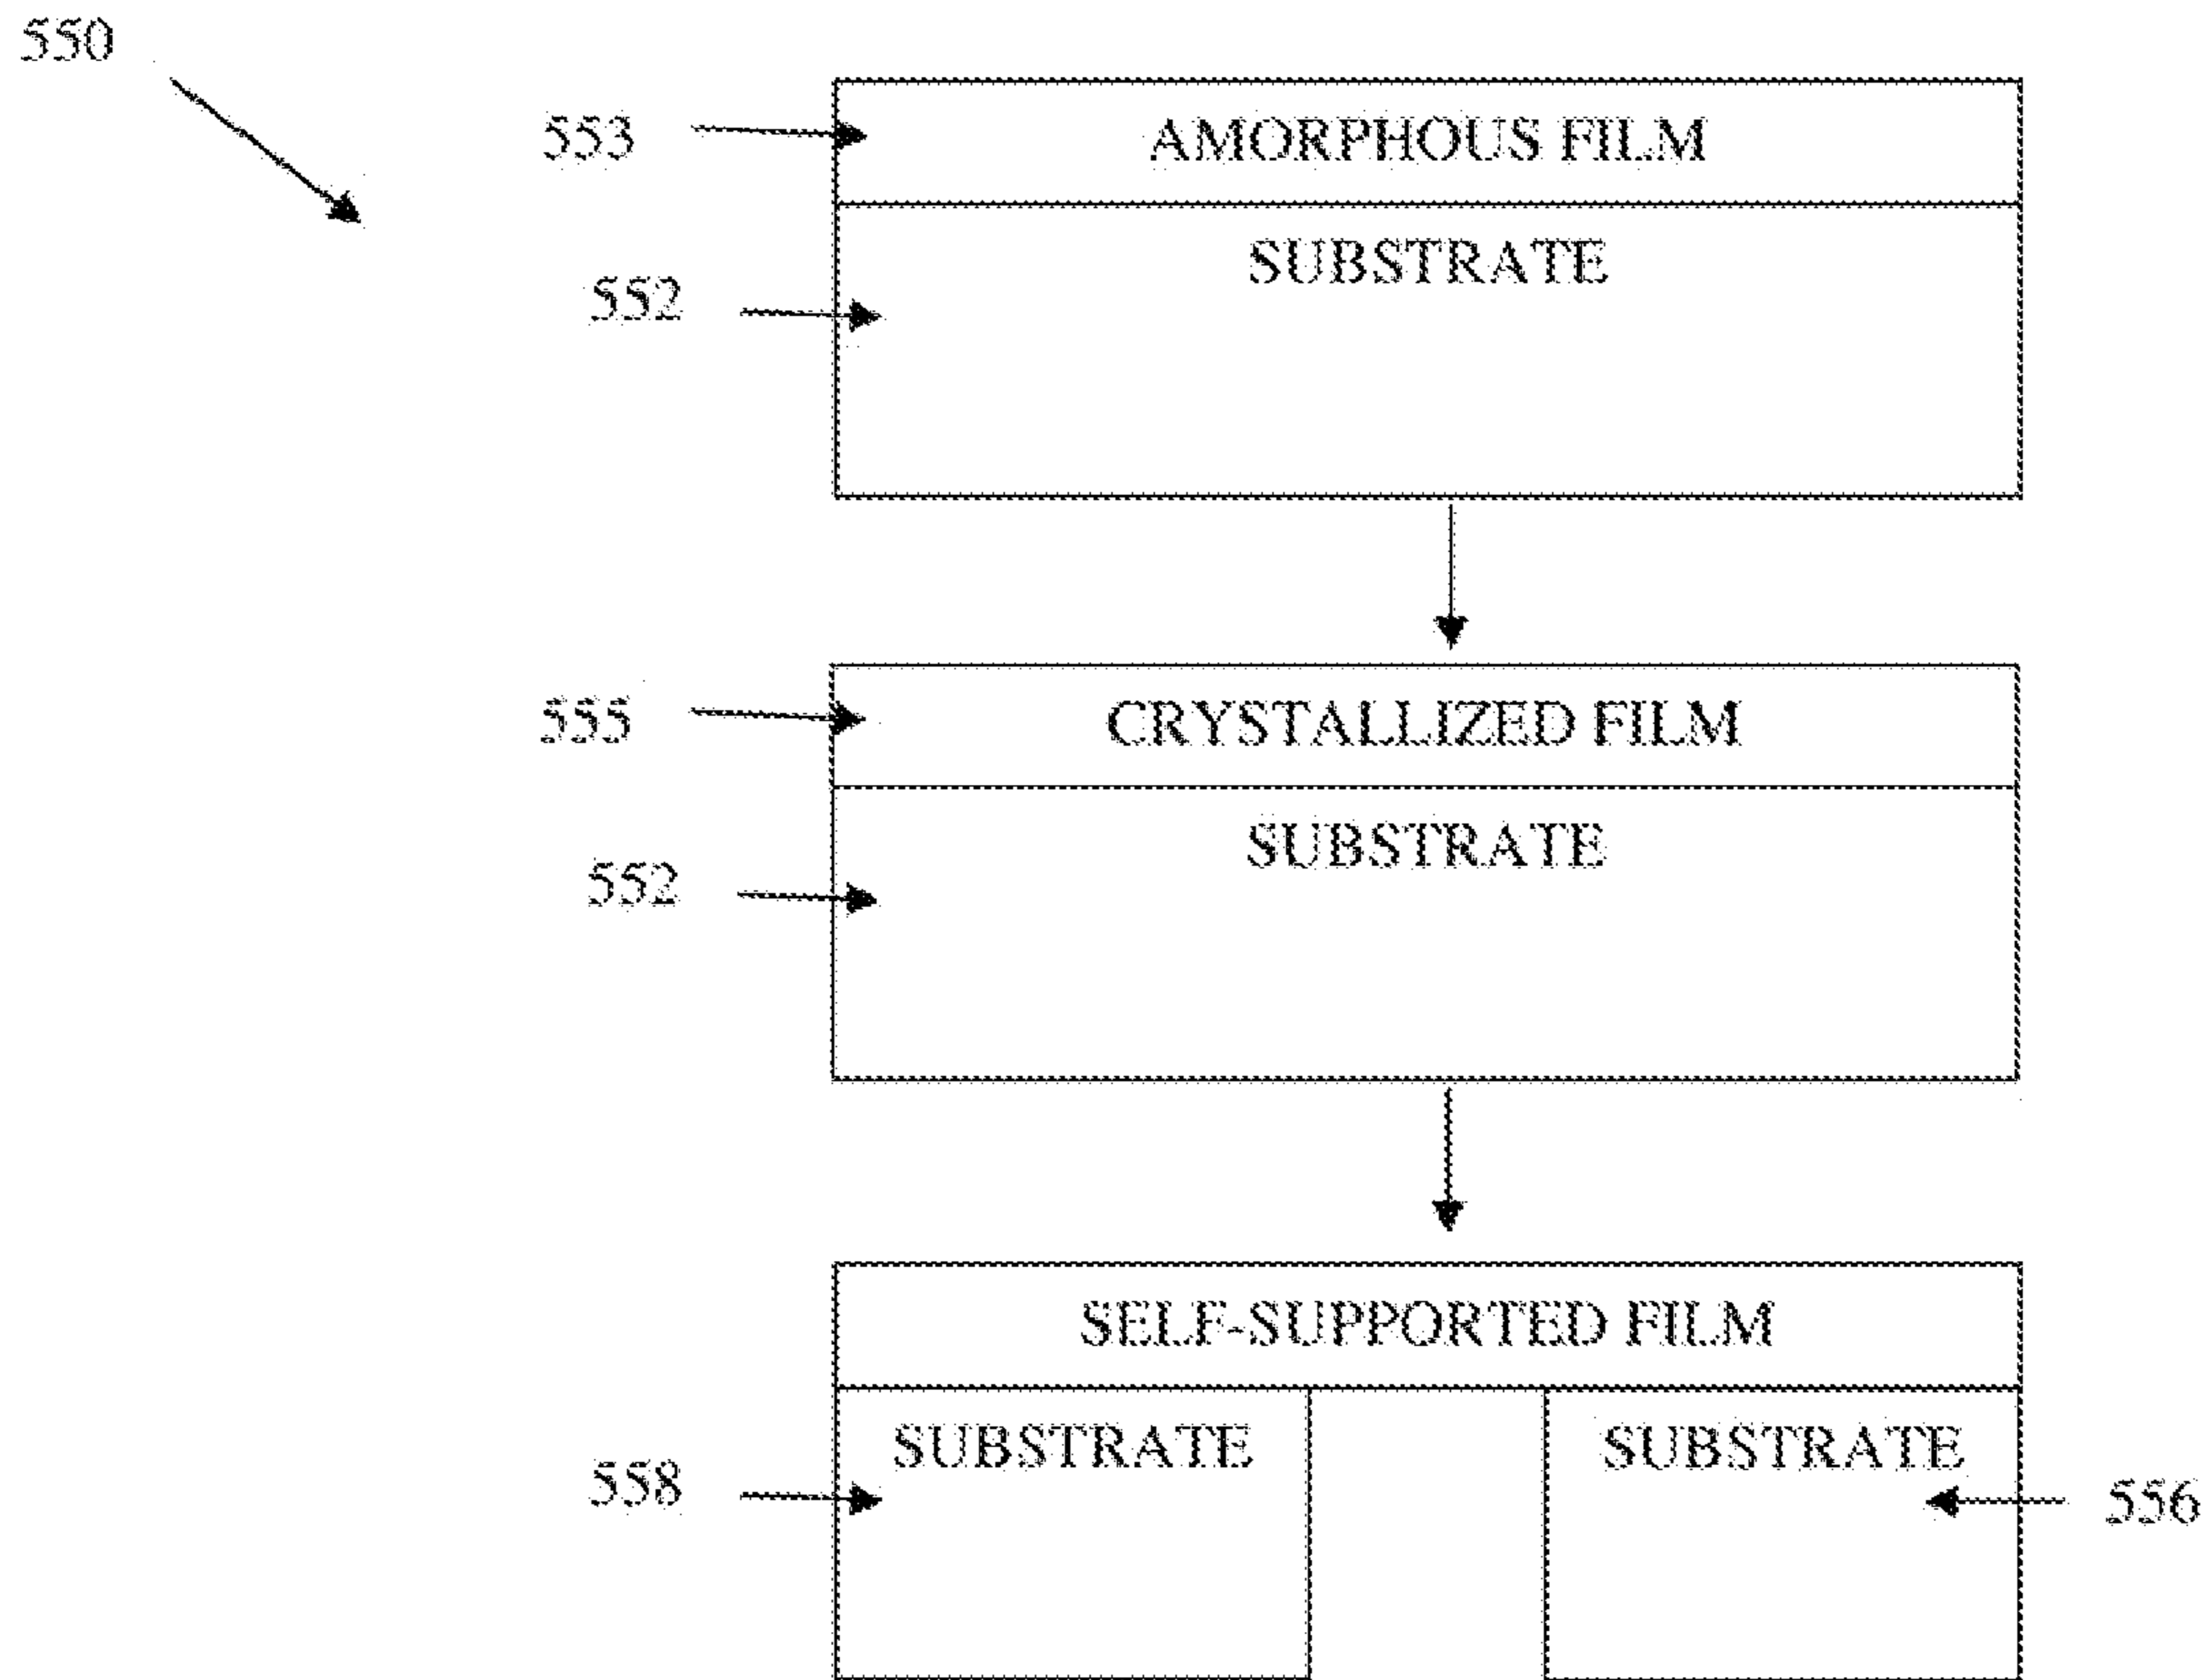 550
553 AMORPHOUS FILM
552 SUBSTRATE
555 CRYSTALLIZED FILM
552 SUBSTRATE
SELF-SUPPORTED FILM
558 SUBSTRATE SUBSTRATE 556